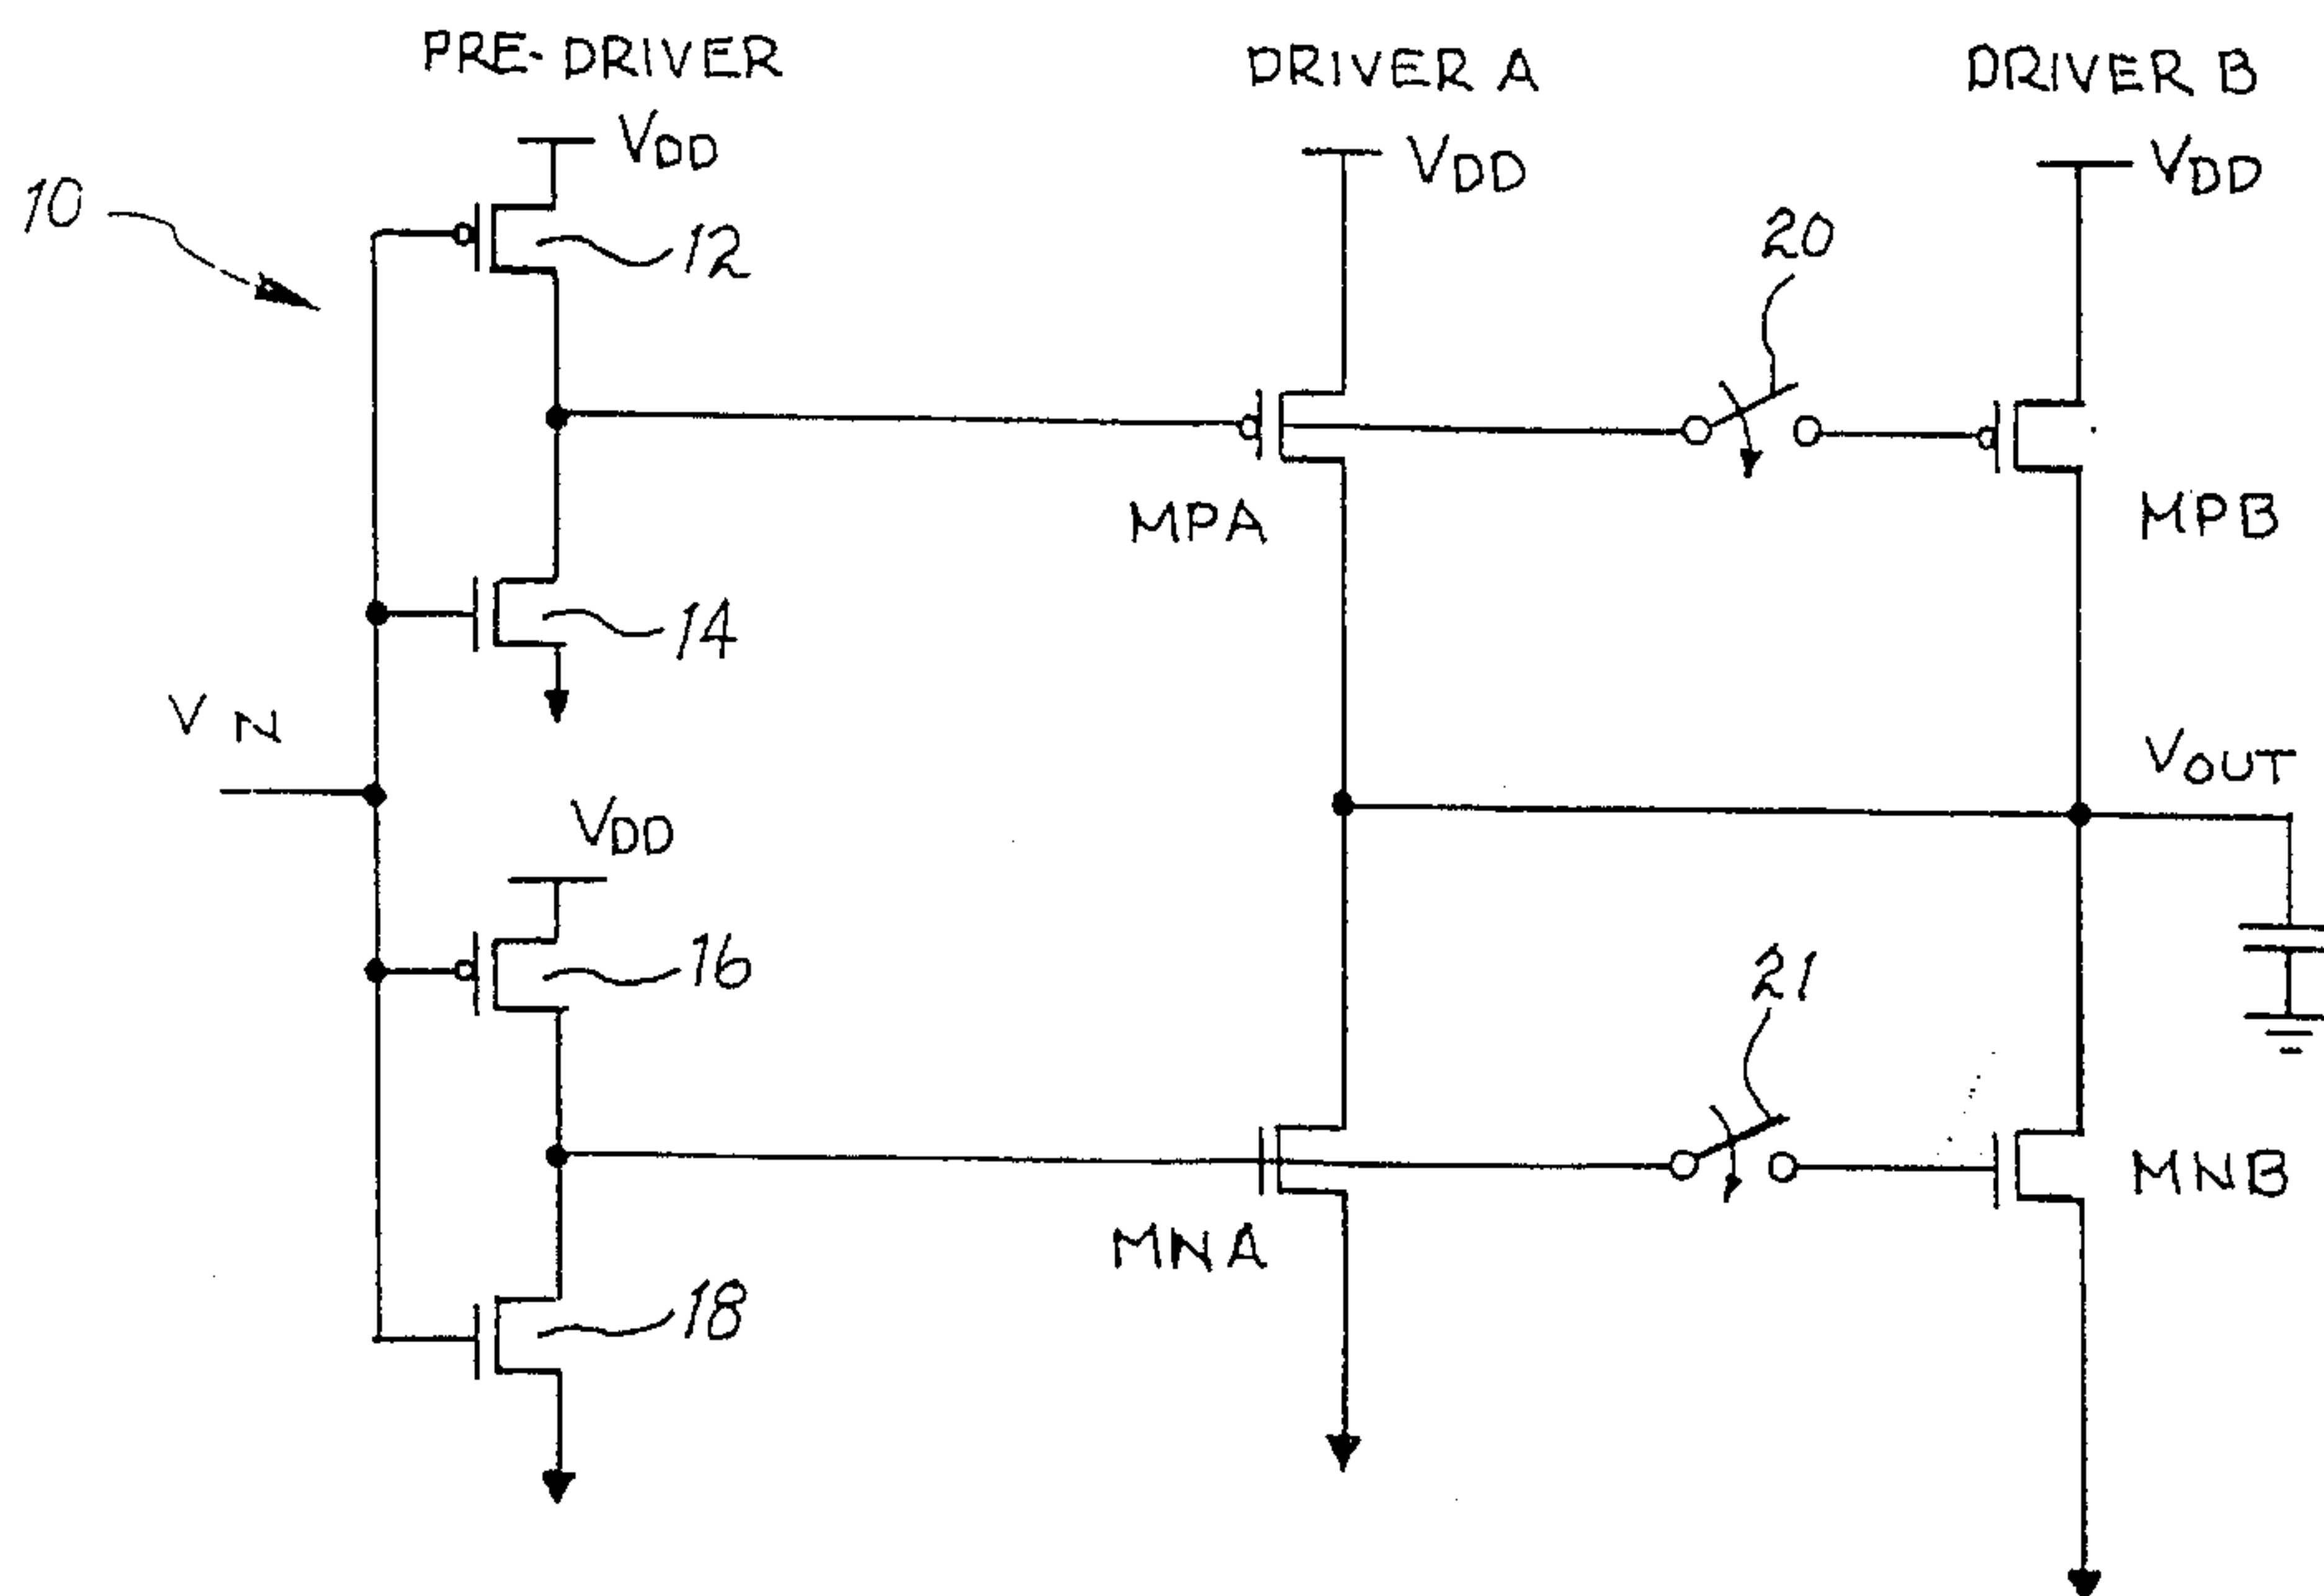 PRE-DRIVER
DRIVER A
DRIVER B
VDD
VDD
VDD
10
12
20
MPA
MPB
14
V N
VOUT
VDD
16
21
MNB
MNA
18